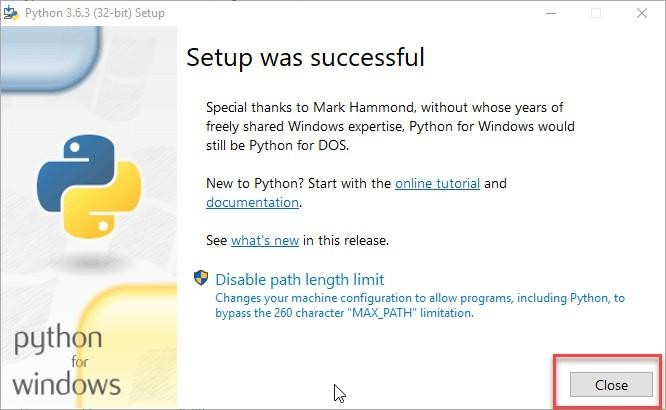 Python 3.6.3 (32-bit) Setup
Setup was successful
Special thanks to Mark Hammond, without whose years of
freely shared Windows expertise, Python for Windows would
still be Python for DOS.
New to Python? Start with the online tutorial and
documentation.
See what's new in this release.
Disable path length limit
Changes your machine configuration to allow programs, including Python, to
bypass the 260 character "MAX_PATH" limitation.
python
for
windows
Close